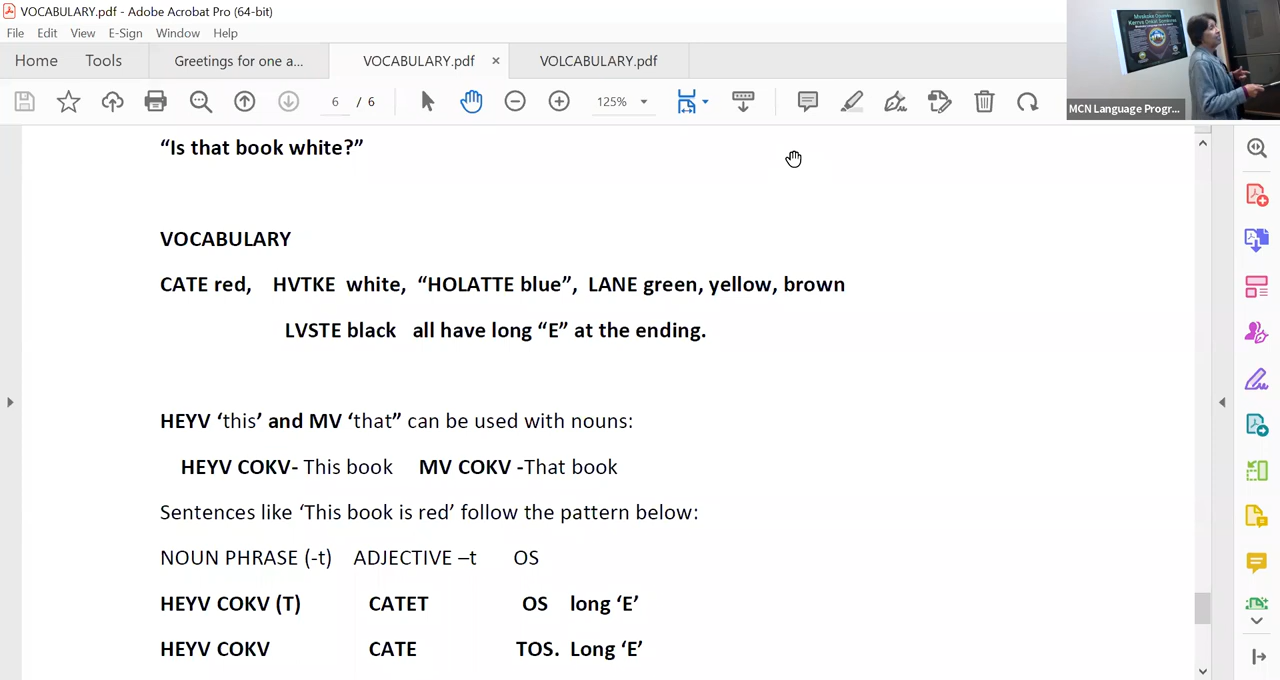 VOCABULARY.pdf - Adobe Acrobat Pro (64-bit)
File Edit View E-Sign Window Help
Home Tools Greetings for one a... VOCABULARY.pdf × VOLCABULARY.pdf
6 / 6 125%
MCN Language Progr...
“Is that book white?”
VOCABULARY
CATE red, HVTKE white, “HOLATTE blue”, LANE green, yellow, brown
LVSTE black all have long “E” at the ending.
HEYV ‘this’ and MV ‘that” can be used with nouns:
HEYV COKV- This book MV COKV -That book
Sentences like ‘This book is red’ follow the pattern below:
NOUN PHRASE (-t) ADJECTIVE –t OS
HEYV COKV (T) CATET OS long ‘E’
HEYV COKV CATE TOS. Long ‘E’